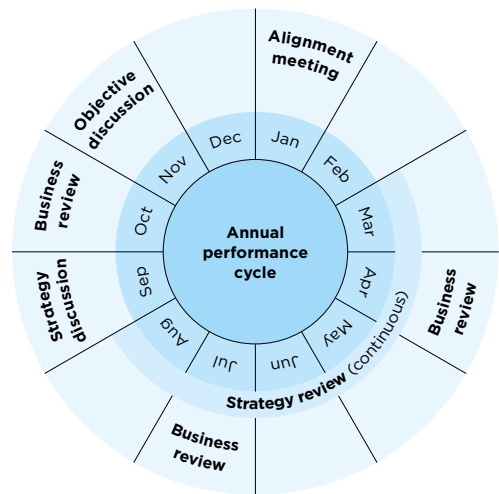 Alignment
meeting
Objective
discussion
Business
review
Strategy
discussion
Business
review
Business
review
Strategy review (continuous)
Jan
Feb
Mar
Apr
May
Jun
Jul
Aug
Sep
Oct
Nov
Dec
Annual
performance
cycle